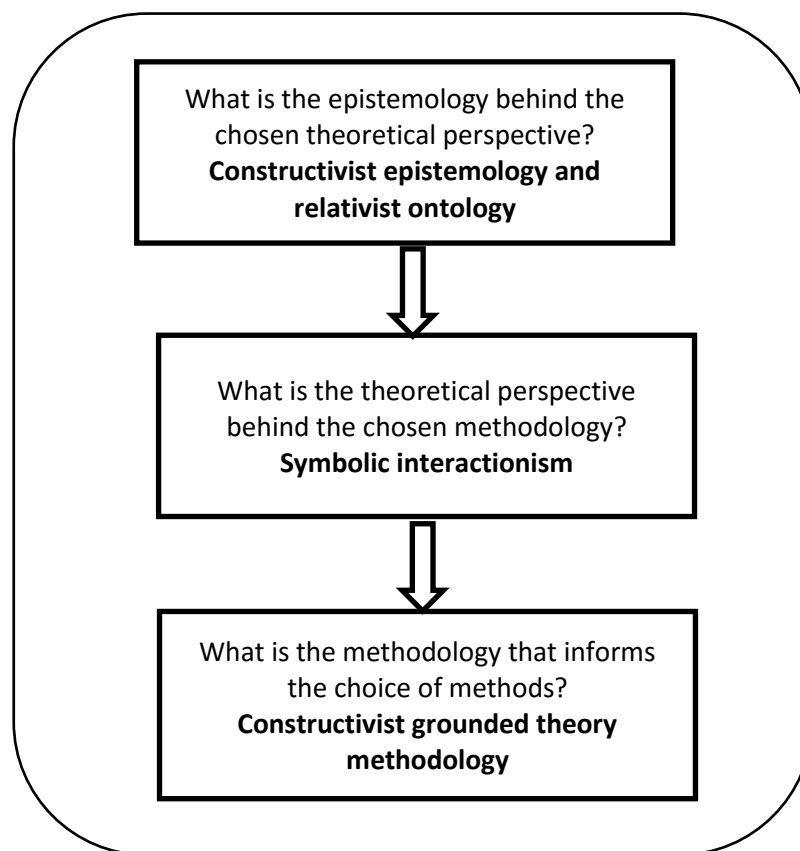 What is the epistemology behind the
chosen theoretical perspective?
Constructivist epistemology and
relativist ontology
What is the theoretical perspective
behind the chosen methodology?
Symbolic interactionism
What is the methodology that informs
the choice of methods?
Constructivist grounded theory
methodology